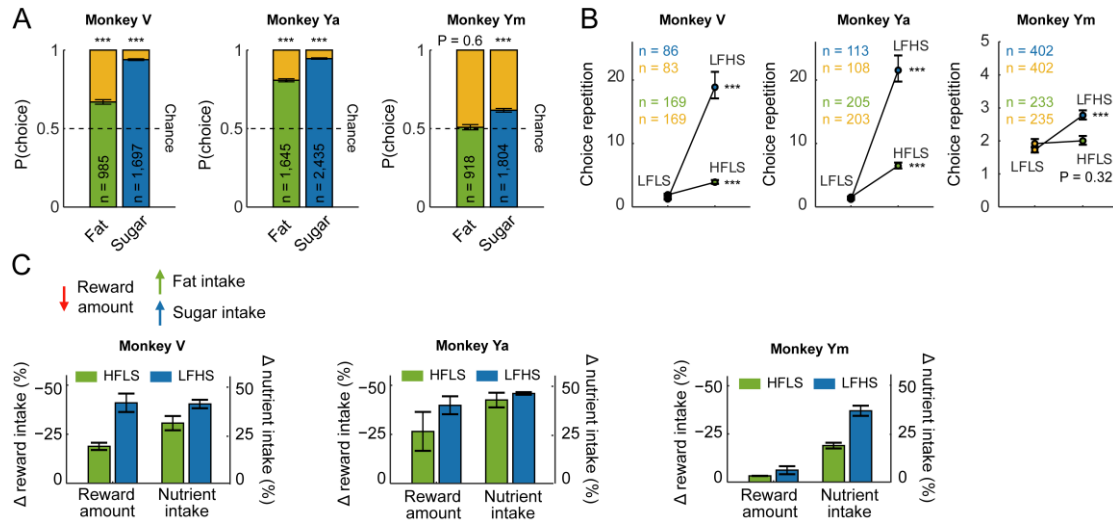 A
Monkey V
*** ***
P(choice)
1
0.5
0
n = 985
n = 1,697
Chance
Fat
Sugar
Monkey Ya
*** ***
P(choice)
1
0.5
0
n = 1,645
n = 2,435
Chance
Fat
Sugar
Monkey Ym
P = 0.6 ***
P(choice)
1
0.5
0
n = 918
n = 1,804
Chance
Fat
Sugar
B
Monkey V
Choice repetition
20
10
0
n = 86
n = 83
n = 169
n = 169
LFHS
***
LFLS
HFLS
***
Monkey Ya
Choice repetition
20
10
0
n = 113
n = 108
n = 205
n = 203
LFHS
***
HFLS
***
LFLS
Monkey Ym
Choice repetition
5
4
3
2
1
0
n = 402
n = 402
n = 233
n = 235
LFHS
***
LFLS
HFLS
P = 0.32
C
Reward
amount
Fat intake
Sugar intake
Monkey V
Δ reward intake (%)
−50
−25
0
HFLS LFHS
50
25
0
Δ nutrient intake (%)
Reward
amount
Nutrient
intake
Monkey Ya
Δ reward intake (%)
−50
−25
0
HFLS LFHS
50
25
0
Δ nutrient intake (%)
Reward
amount
Nutrient
intake
Monkey Ym
Δ reward intake (%)
−50
−25
0
HFLS LFHS
50
25
0
Δ nutrient intake (%)
Reward
amount
Nutrient
intake